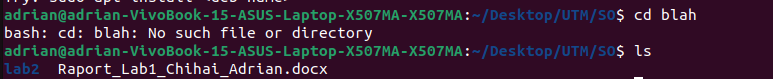 adrian@adrian-VivoBook-15-ASUS-Laptop-X507MA-X507MA:~/Desktop/UTM/SO$ cd blah
bash: cd: blah: No such file or directory
adrian@adrian-VivoBook-15-ASUS-Laptop-X507MA-X507MA:~/Desktop/UTM/SO$ ls
lab2  Raport_Lab1_Chihai_Adrian.docx